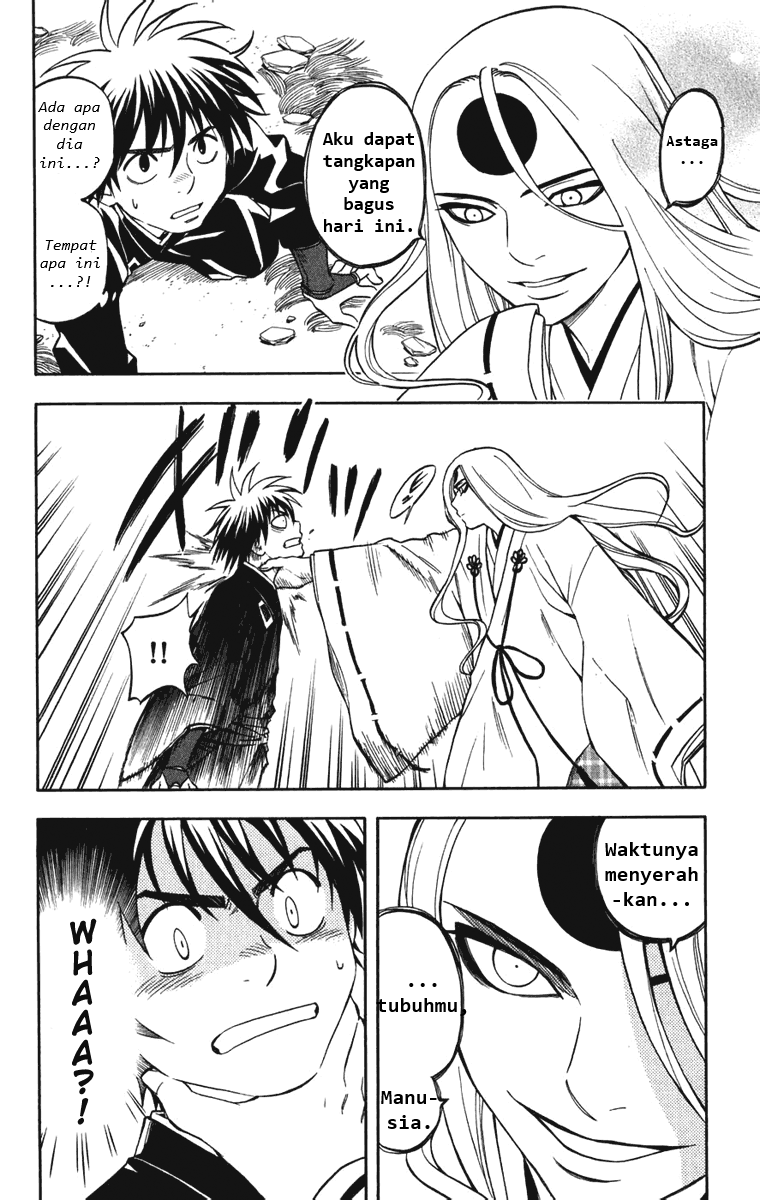 Astaga
...
Aku dapat
tangkapan
yang
bagus
hari ini.
Ada apa
dengan
dia
ini...?
Tempat
apa ini
...?!
!!
Waktunya
menyerah
-kan...
...
tubuhmu,
Manu-
sia.
WHAAA?!